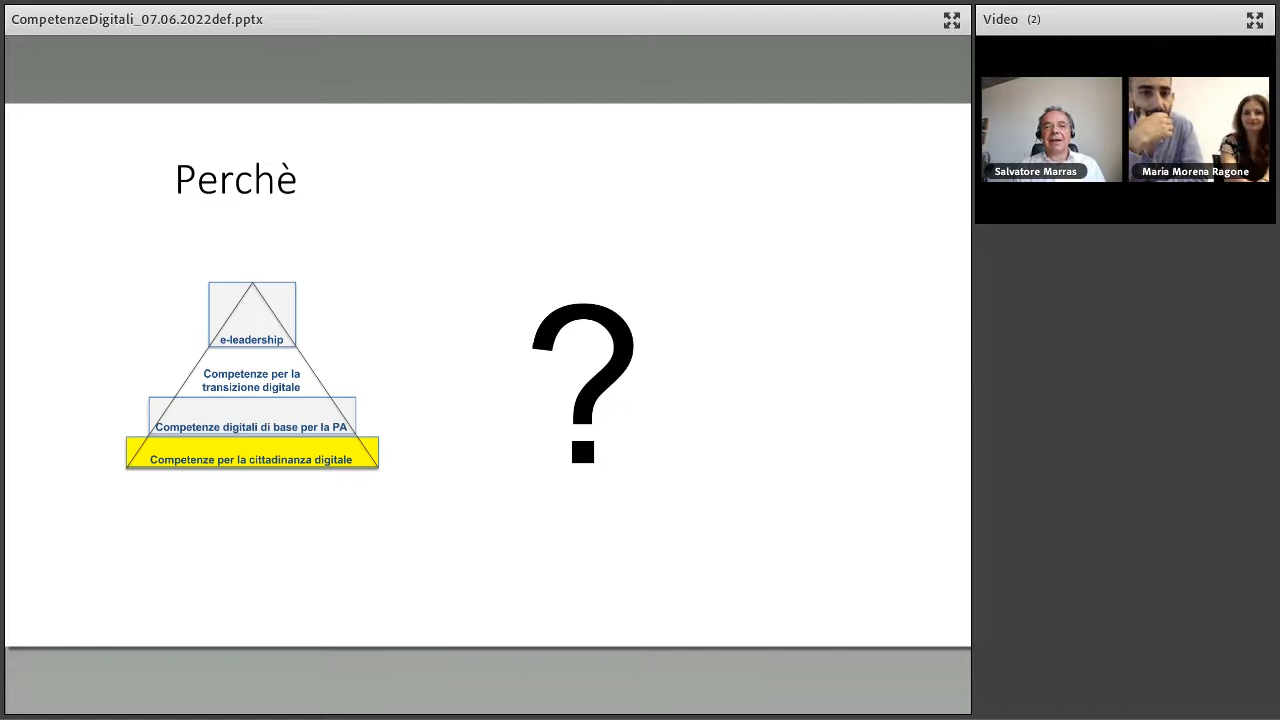 CompetenzeDigitali_07.06.2022def.pptx
Video (2)
Salvatore Marras
Maria Morena Ragone
Perchè
e-leadership
Competenze per la
transizione digitale
Competenze digitali di base per la PA
Competenze per la cittadinanza digitale
?